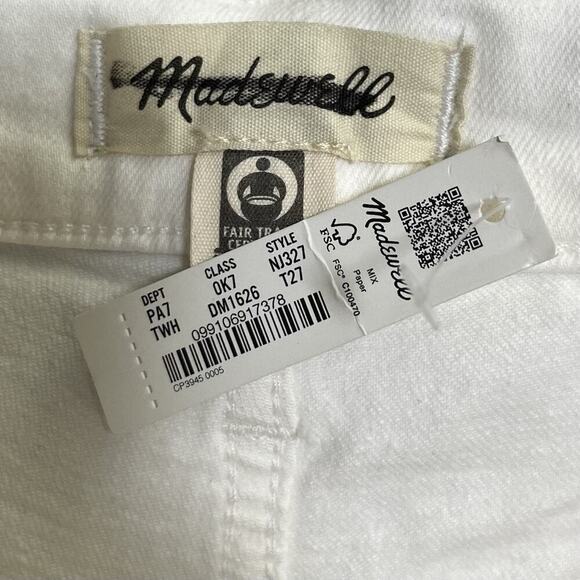 Madewell
FAIR TRA
CER
DEPT CLASS STYLE
PA7 0K7 NJ327
TWH DM1626 T27
099106917378
CP3945 0005
FSC
FSC® C100470
MIX
Paper
Madewell